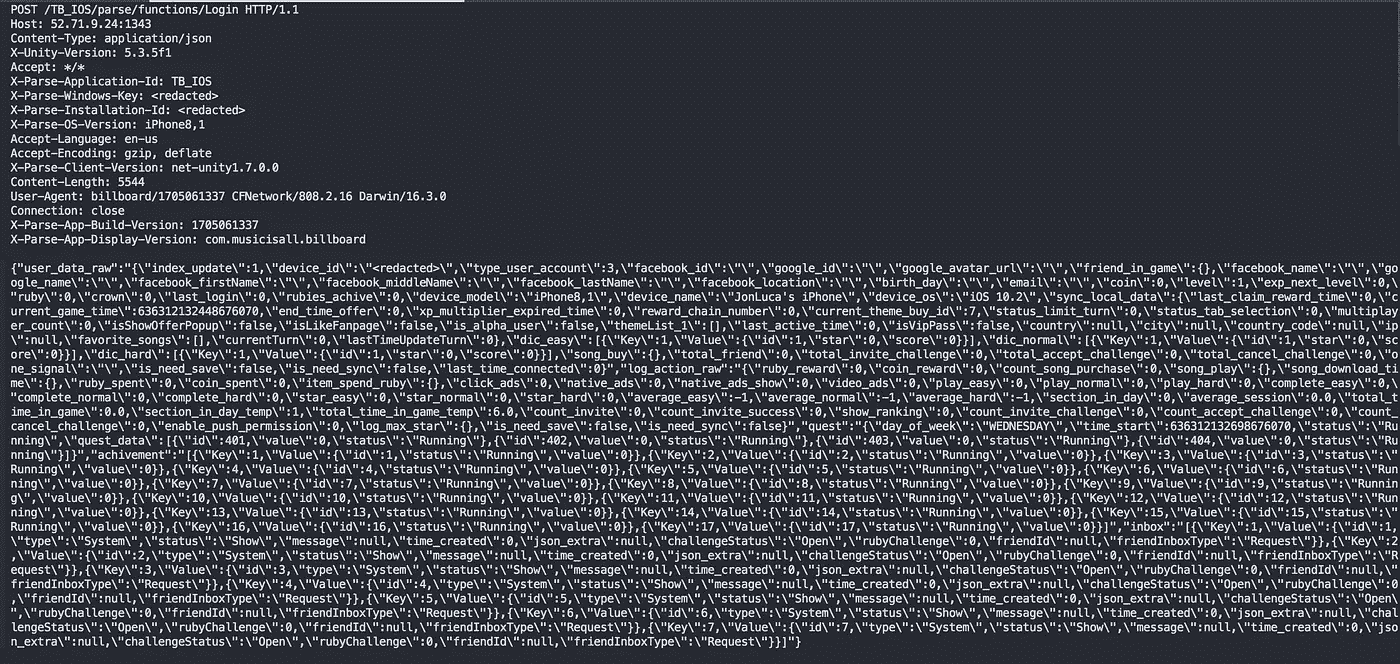 POST /TB_IOS/parse/functions/Login HTTP/1.1
Host: 52.71.9.24:1343
Content-Type: application/json
X-Unity-Version: 5.3.5f1
Accept: */*
X-Parse-Application-Id: TB_IOS
X-Parse-Windows-Key: <redacted>
X-Parse-Installation-Id: <redacted>
X-Parse-OS-Version: iPhone8,1
Accept-Language: en-us
Accept-Encoding: gzip, deflate
X-Parse-Client-Version: net-unity1.7.0.0
Content-Length: 5544
User-Agent: billboard/1705061337 CFNetwork/808.2.16 Darwin/16.3.0
Connection: close
X-Parse-App-Build-Version: 1705061337
X-Parse-App-Display-Version: com.musicisall.billboard
{"user_data_raw":"{\"index_update\":1,\"device_id\":\"<redacted>\",\"type_user_account\":3,\"facebook_id\":\"\",\"google_id\":\"\",\"google_avatar_url\":\"\",\"friend_in_game\":{},\"facebook_name\":\"\",\"go
ogle_name\":\"\",\"facebook_firstName\":\"\",\"facebook_middleName\":\"\",\"facebook_lastName\":\"\",\"facebook_location\":\"\",\"birth_day\":\"\",\"email\":\"\",\"coin\":0,\"level\":1,\"exp_next_level\":0,\
"ruby\":0,\"crown\":0,\"last_login\":0,\"rubies_achive\":0,\"device_model\":\"iPhone8,1\",\"device_name\":\"JonLuca's iPhone\",\"device_os\":\"iOS 10.2\",\"sync_local_data\":{\"last_claim_reward_time\":0,\"c
urrent_game_time\":636312132448676070,\"end_time_offer\":0,\"xp_multiplier_expired_time\":0,\"reward_chain_number\":0,\"current_theme_buy_id\":7,\"status_limit_turn\":0,\"status_tab_selection\":0,\"multiplay
er_count\":0,\"isShowOfferPopup\":false,\"isLikeFanpage\":false,\"is_alpha_user\":false,\"themeList_1\":[],\"last_active_time\":0,\"isVipPass\":false,\"country\":null,\"city\":null,\"country_code\":null,\"ip
\":null,\"favorite_songs\":[],\"currentTurn\":0,\"lastTimeUpdateTurn\":0},\"dic_easy\":[{\"Key\":1,\"Value\":{\"id\":1,\"star\":0,\"score\":0}}],\"dic_normal\":[{\"Key\":1,\"Value\":{\"id\":1,\"star\":0,\"sc
ore\":0}}],\"dic_hard\":[{\"Key\":1,\"Value\":{\"id\":1,\"star\":0,\"score\":0}}],\"song_buy\":{},\"total_friend\":0,\"total_invite_challenge\":0,\"total_accept_challenge\":0,\"total_cancel_challenge\":0,\"o
ne_signal\":\"\",\"is_need_save\":false,\"is_need_sync\":false,\"last_time_connected\":0}","log_action_raw":"{\"ruby_reward\":0,\"coin_reward\":0,\"count_song_purchase\":0,\"song_play\":{},\"song_download_ti
me\":{},\"ruby_spent\":0,\"coin_spent\":0,\"item_spend_ruby\":{},\"click_ads\":0,\"native_ads\":0,\"native_ads_show\":0,\"video_ads\":0,\"play_easy\":0,\"play_normal\":0,\"play_hard\":0,\"complete_easy\":0,\
"complete_normal\":0,\"complete_hard\":0,\"star_easy\":0,\"star_normal\":0,\"star_hard\":0,\"average_easy\":-1,\"average_normal\":-1,\"average_hard\":-1,\"section_in_day\":0,\"average_session\":0.0,\"total_t
ime_in_game\":0.0,\"section_in_day_temp\":1,\"total_time_in_game_temp\":6.0,\"count_invite\":0,\"count_invite_success\":0,\"show_ranking\":0,\"count_invite_challenge\":0,\"count_accept_challenge\":0,\"count_
cancel_challenge\":0,\"enable_push_permission\":0,\"log_max_star\":{},\"is_need_save\":false,\"is_need_sync\":false}","quest":"{\"day_of_week\":\"WEDNESDAY\",\"time_start\":636312132698676070,\"status\":\"Ru
nning\",\"quest_data\":[{\"id\":401,\"value\":0,\"status\":\"Running\"},{\"id\":402,\"value\":0,\"status\":\"Running\"},{\"id\":403,\"value\":0,\"status\":\"Running\"},{\"id\":404,\"value\":0,\"status\":\"Ru
nning\"}]}","achivement":"[{\"Key\":1,\"Value\":{\"id\":1,\"status\":\"Running\",\"value\":0}},{\"Key\":2,\"Value\":{\"id\":2,\"status\":\"Running\",\"value\":0}},{\"Key\":3,\"Value\":{\"id\":3,\"status\":\"
Running\",\"value\":0}},{\"Key\":4,\"Value\":{\"id\":4,\"status\":\"Running\",\"value\":0}},{\"Key\":5,\"Value\":{\"id\":5,\"status\":\"Running\",\"value\":0}},{\"Key\":6,\"Value\":{\"id\":6,\"status\":\"Run
ning\",\"value\":0}},{\"Key\":7,\"Value\":{\"id\":7,\"status\":\"Running\",\"value\":0}},{\"Key\":8,\"Value\":{\"id\":8,\"status\":\"Running\",\"value\":0}},{\"Key\":9,\"Value\":{\"id\":9,\"status\":\"Runnin
g\",\"value\":0}},{\"Key\":10,\"Value\":{\"id\":10,\"status\":\"Running\",\"value\":0}},{\"Key\":11,\"Value\":{\"id\":11,\"status\":\"Running\",\"value\":0}},{\"Key\":12,\"Value\":{\"id\":12,\"status\":\"Run
ning\",\"value\":0}},{\"Key\":13,\"Value\":{\"id\":13,\"status\":\"Running\",\"value\":0}},{\"Key\":14,\"Value\":{\"id\":14,\"status\":\"Running\",\"value\":0}},{\"Key\":15,\"Value\":{\"id\":15,\"status\":\"
Running\",\"value\":0}},{\"Key\":16,\"Value\":{\"id\":16,\"status\":\"Running\",\"value\":0}},{\"Key\":17,\"Value\":{\"id\":17,\"status\":\"Running\",\"value\":0}}]","inbox":"[{\"Key\":1,\"Value\":{\"id\":1,
\"type\":\"System\",\"status\":\"Show\",\"message\":null,\"time_created\":0,\"json_extra\":null,\"challengeStatus\":\"Open\",\"rubyChallenge\":0,\"friendId\":null,\"friendInboxType\":\"Request\"}},{\"Key\":2
,\"Value\":{\"id\":2,\"type\":\"System\",\"status\":\"Show\",\"message\":null,\"time_created\":0,\"json_extra\":null,\"challengeStatus\":\"Open\",\"rubyChallenge\":0,\"friendId\":null,\"friendInboxType\":\"R
equest\"}},{\"Key\":3,\"Value\":{\"id\":3,\"type\":\"System\",\"status\":\"Show\",\"message\":null,\"time_created\":0,\"json_extra\":null,\"challengeStatus\":\"Open\",\"rubyChallenge\":0,\"friendId\":null,\"
friendInboxType\":\"Request\"}},{\"Key\":4,\"Value\":{\"id\":4,\"type\":\"System\",\"status\":\"Show\",\"message\":null,\"time_created\":0,\"json_extra\":null,\"challengeStatus\":\"Open\",\"rubyChallenge\":0
,\"friendId\":null,\"friendInboxType\":\"Request\"}},{\"Key\":5,\"Value\":{\"id\":5,\"type\":\"System\",\"status\":\"Show\",\"message\":null,\"time_created\":0,\"json_extra\":null,\"challengeStatus\":\"Open\
",\"rubyChallenge\":0,\"friendId\":null,\"friendInboxType\":\"Request\"}},{\"Key\":6,\"Value\":{\"id\":6,\"type\":\"System\",\"status\":\"Show\",\"message\":null,\"time_created\":0,\"json_extra\":null,\"chal
lengeStatus\":\"Open\",\"rubyChallenge\":0,\"friendId\":null,\"friendInboxType\":\"Request\"}},{\"Key\":7,\"Value\":{\"id\":7,\"type\":\"System\",\"status\":\"Show\",\"message\":null,\"time_created\":0,\"jso
n_extra\":null,\"challengeStatus\":\"Open\",\"rubyChallenge\":0,\"friendId\":null,\"friendInboxType\":\"Request\"}}]"}